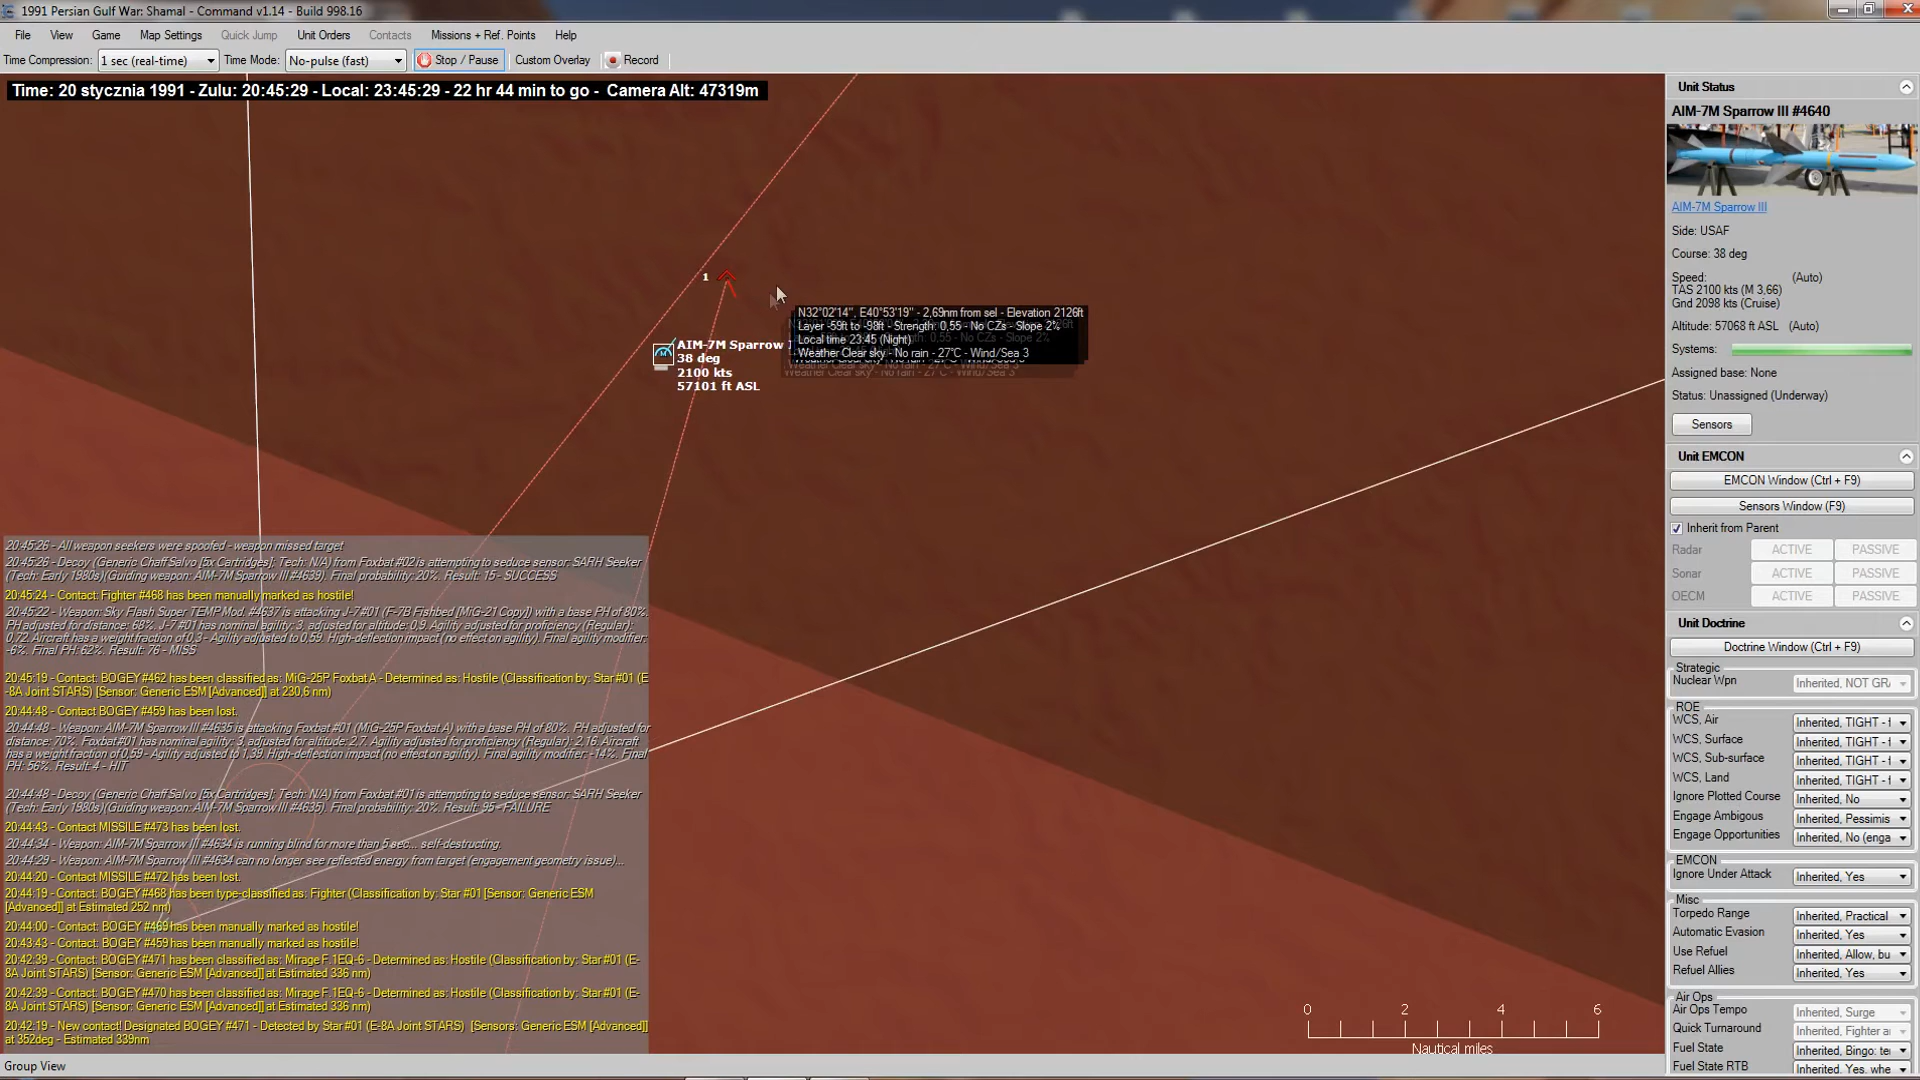 1991 Persian Gulf War: Shamal - Command v1.14 - Build 998.16
File View Game Map Settings Quick Jump Unit Orders Contacts Missions + Ref. Points Help
Time Compression: 1 sec (real-time) Time Mode: No-pulse (fast) Stop / Pause Custom Overlay Record
Time: 20 stycznia 1991 - Zulu: 20:45:29 - Local: 23:45:29 - 22 hr 44 min to go - Camera Alt: 47319m
1
N32°02'14", E40°53'19" - 2,69nm from sel - Elevation 2126ft
Layer -59ft to -98ft - Strength: 0,55 - No CZs - Slope 2%
Local time 23:45 (Night)
Weather Clear sky - No rain - 27°C - Wind/Sea 3
AIM-7M Sparrow
38 deg
2100 kts
57101 ft ASL
20:45:26 - All weapon seekers were spoofed - weapon missed target
20:45:26 - Decoy (Generic Chaff Salvo [5x Cartridges]; Tech: N/A) from Foxbat #02 is attempting to seduce sensor: SARH Seeker
(Tech: Early 1980s)(Guiding weapon: AIM-7M Sparrow III #4639). Final probability: 20%. Result: 15 - SUCCESS
20:45:24 - Contact: Fighter #468 has been manually marked as hostile!
20:45:22 - Weapon: Sky Flash Super TEMP Mod. #4637 is attacking J-7 #01 (F-7B Fishbed [MiG-21 Copy]) with a base PH of 80%.
PH adjusted for distance: 68%. J-7 #01 has nominal agility: 3, adjusted for altitude: 0,9. Agility adjusted for proficiency (Regular):
0,72. Aircraft has a weight fraction of 0,3 - Agility adjusted to 0,59. High-deflection impact (no effect on agility). Final agility modifier:
-6%. Final PH: 62%. Result: 76 - MISS
20:45:19 - Contact: BOGEY #462 has been classified as: MiG-25P Foxbat A - Determined as: Hostile (Classification by: Star #01 (E
-8A Joint STARS) [Sensor: Generic ESM [Advanced]] at 230,6 nm)
20:44:48 - Contact BOGEY #459 has been lost.
20:44:48 - Weapon: AIM-7M Sparrow III #4635 is attacking Foxbat #01 (MiG-25P Foxbat A) with a base PH of 80%. PH adjusted for
distance: 70%. Foxbat #01 has nominal agility: 3, adjusted for altitude: 2,7. Agility adjusted for proficiency (Regular): 2,16. Aircraft
has a weight fraction of 0,59 - Agility adjusted to 1,39. High-deflection impact (no effect on agility). Final agility modifier: -14%. Final
PH: 56%. Result: 4 - HIT
20:44:48 - Decoy (Generic Chaff Salvo [5x Cartridges]; Tech: N/A) from Foxbat #01 is attempting to seduce sensor: SARH Seeker
(Tech: Early 1980s)(Guiding weapon: AIM-7M Sparrow III #4635). Final probability: 20%. Result: 95 - FAILURE
20:44:43 - Contact MISSILE #473 has been lost.
20:44:34 - Weapon: AIM-7M Sparrow III #4634 is running blind for more than 5 sec... self-destructing.
20:44:29 - Weapon: AIM-7M Sparrow III #4634 can no longer see reflected energy from target (engagement geometry issue)...
20:44:20 - Contact MISSILE #472 has been lost.
20:44:19 - Contact: BOGEY #468 has been type-classified as: Fighter (Classification by: Star #01 [Sensor: Generic ESM
[Advanced]] at Estimated 252 nm)
20:44:00 - Contact: BOGEY #469 has been manually marked as hostile!
20:43:43 - Contact: BOGEY #459 has been manually marked as hostile!
20:42:39 - Contact: BOGEY #471 has been classified as: Mirage F.1EQ-6 - Determined as: Hostile (Classification by: Star #01 (E-
8A Joint STARS) [Sensor: Generic ESM [Advanced]] at Estimated 336 nm)
20:42:39 - Contact: BOGEY #470 has been classified as: Mirage F.1EQ-6 - Determined as: Hostile (Classification by: Star #01 (E-
8A Joint STARS) [Sensor: Generic ESM [Advanced]] at Estimated 336 nm)
20:42:19 - New contact! Designated BOGEY #471 - Detected by Star #01 (E-8A Joint STARS) [Sensors: Generic ESM [Advanced]]
at 352deg - Estimated 339nm
0 2 4 6
Nautical miles
Group View
Unit Status
AIM-7M Sparrow III #4640
AIM-7M Sparrow III
Side: USAF
Course: 38 deg
Speed: (Auto)
TAS 2100 kts (M 3,66)
Gnd 2098 kts (Cruise)
Altitude: 57068 ft ASL (Auto)
Systems:
Assigned base: None
Status: Unassigned (Underway)
Sensors
Unit EMCON
EMCON Window (Ctrl + F9)
Sensors Window (F9)
Inherit from Parent
Radar ACTIVE PASSIVE
Sonar ACTIVE PASSIVE
OECM ACTIVE PASSIVE
Unit Doctrine
Doctrine Window (Ctrl + F9)
Strategic
Nuclear Wpn Inherited, NOT GR
ROE
WCS, Air Inherited, TIGHT - f
WCS, Surface Inherited, TIGHT - f
WCS, Sub-surface Inherited, TIGHT - f
WCS, Land Inherited, TIGHT - f
Ignore Plotted Course Inherited, No
Engage Ambiguous Inherited, Pessimis
Engage Opportunities Inherited, No (enga
EMCON
Ignore Under Attack Inherited, Yes
Misc
Torpedo Range Inherited, Practical
Automatic Evasion Inherited, Yes
Use Refuel Inherited, Allow, bu
Refuel Allies Inherited, Yes
Air Ops
Air Ops Tempo Inherited, Surge
Quick Turnaround Inherited, Fighter a
Fuel State Inherited, Bingo: te
Fuel State RTB Inherited, Yes, whe